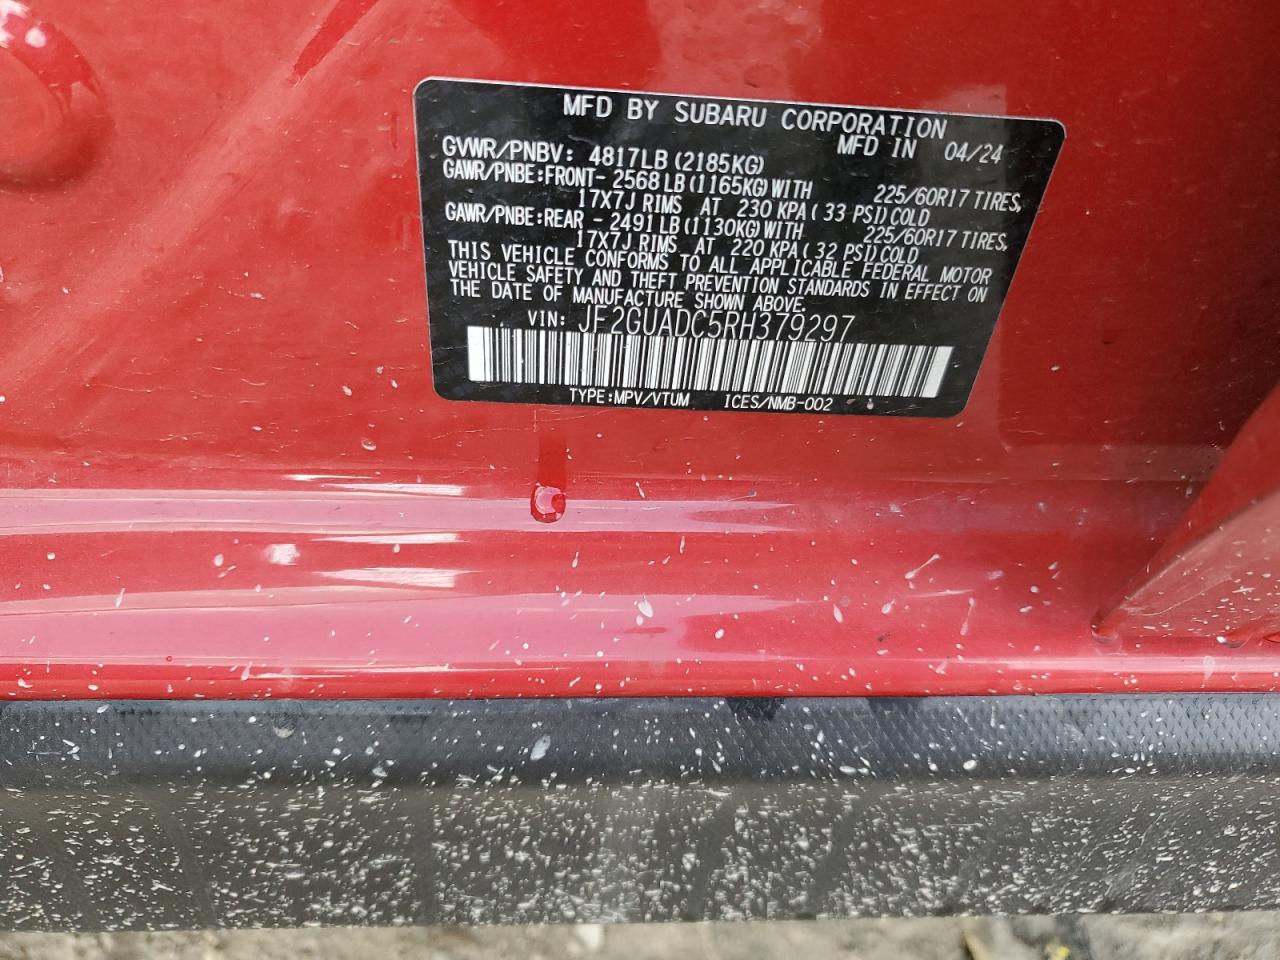 MFD BY SUBARU CORPORATION
MFD IN 04/24
GVWR/PNBV: 4817LB (2185KG)
GAWR/PNBE:FRONT- 2568 LB (1165KG) WITH 225/60R17 TIRES,
17X7J RIMS AT 230 KPA ( 33 PSI) COLD
GAWR/PNBE:REAR - 2491 LB (1130KG) WITH 225/60R17 TIRES,
17X7J RIMS AT 220 KPA ( 32 PSI) COLD
THIS VEHICLE CONFORMS TO ALL APPLICABLE FEDERAL MOTOR
VEHICLE SAFETY AND THEFT PREVENTION STANDARDS IN EFFECT ON
THE DATE OF MANUFACTURE SHOWN ABOVE.
VIN: JF2GUADC5RH379297
TYPE:MPV/VTUM ICES/NMB-002